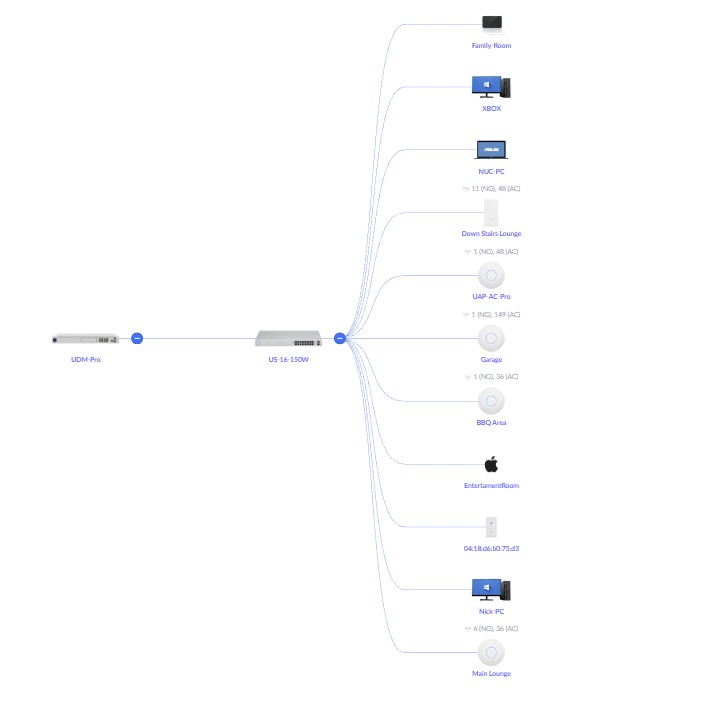 Family-Room
XBOX
NUC-PC
11 (NG), 48 (AC)
Down Stairs Lounge
1 (NG), 48 (AC)
UAP-AC-Pro
1 (NG), 149 (AC)
UDM-Pro
US-16-150W
Garage
1 (NG), 36 (AC)
BBQ Area
EntertamentRoom
04:18:d6:b0:75:d3
Nick-PC
6 (NG), 36 (AC)
Main Lounge